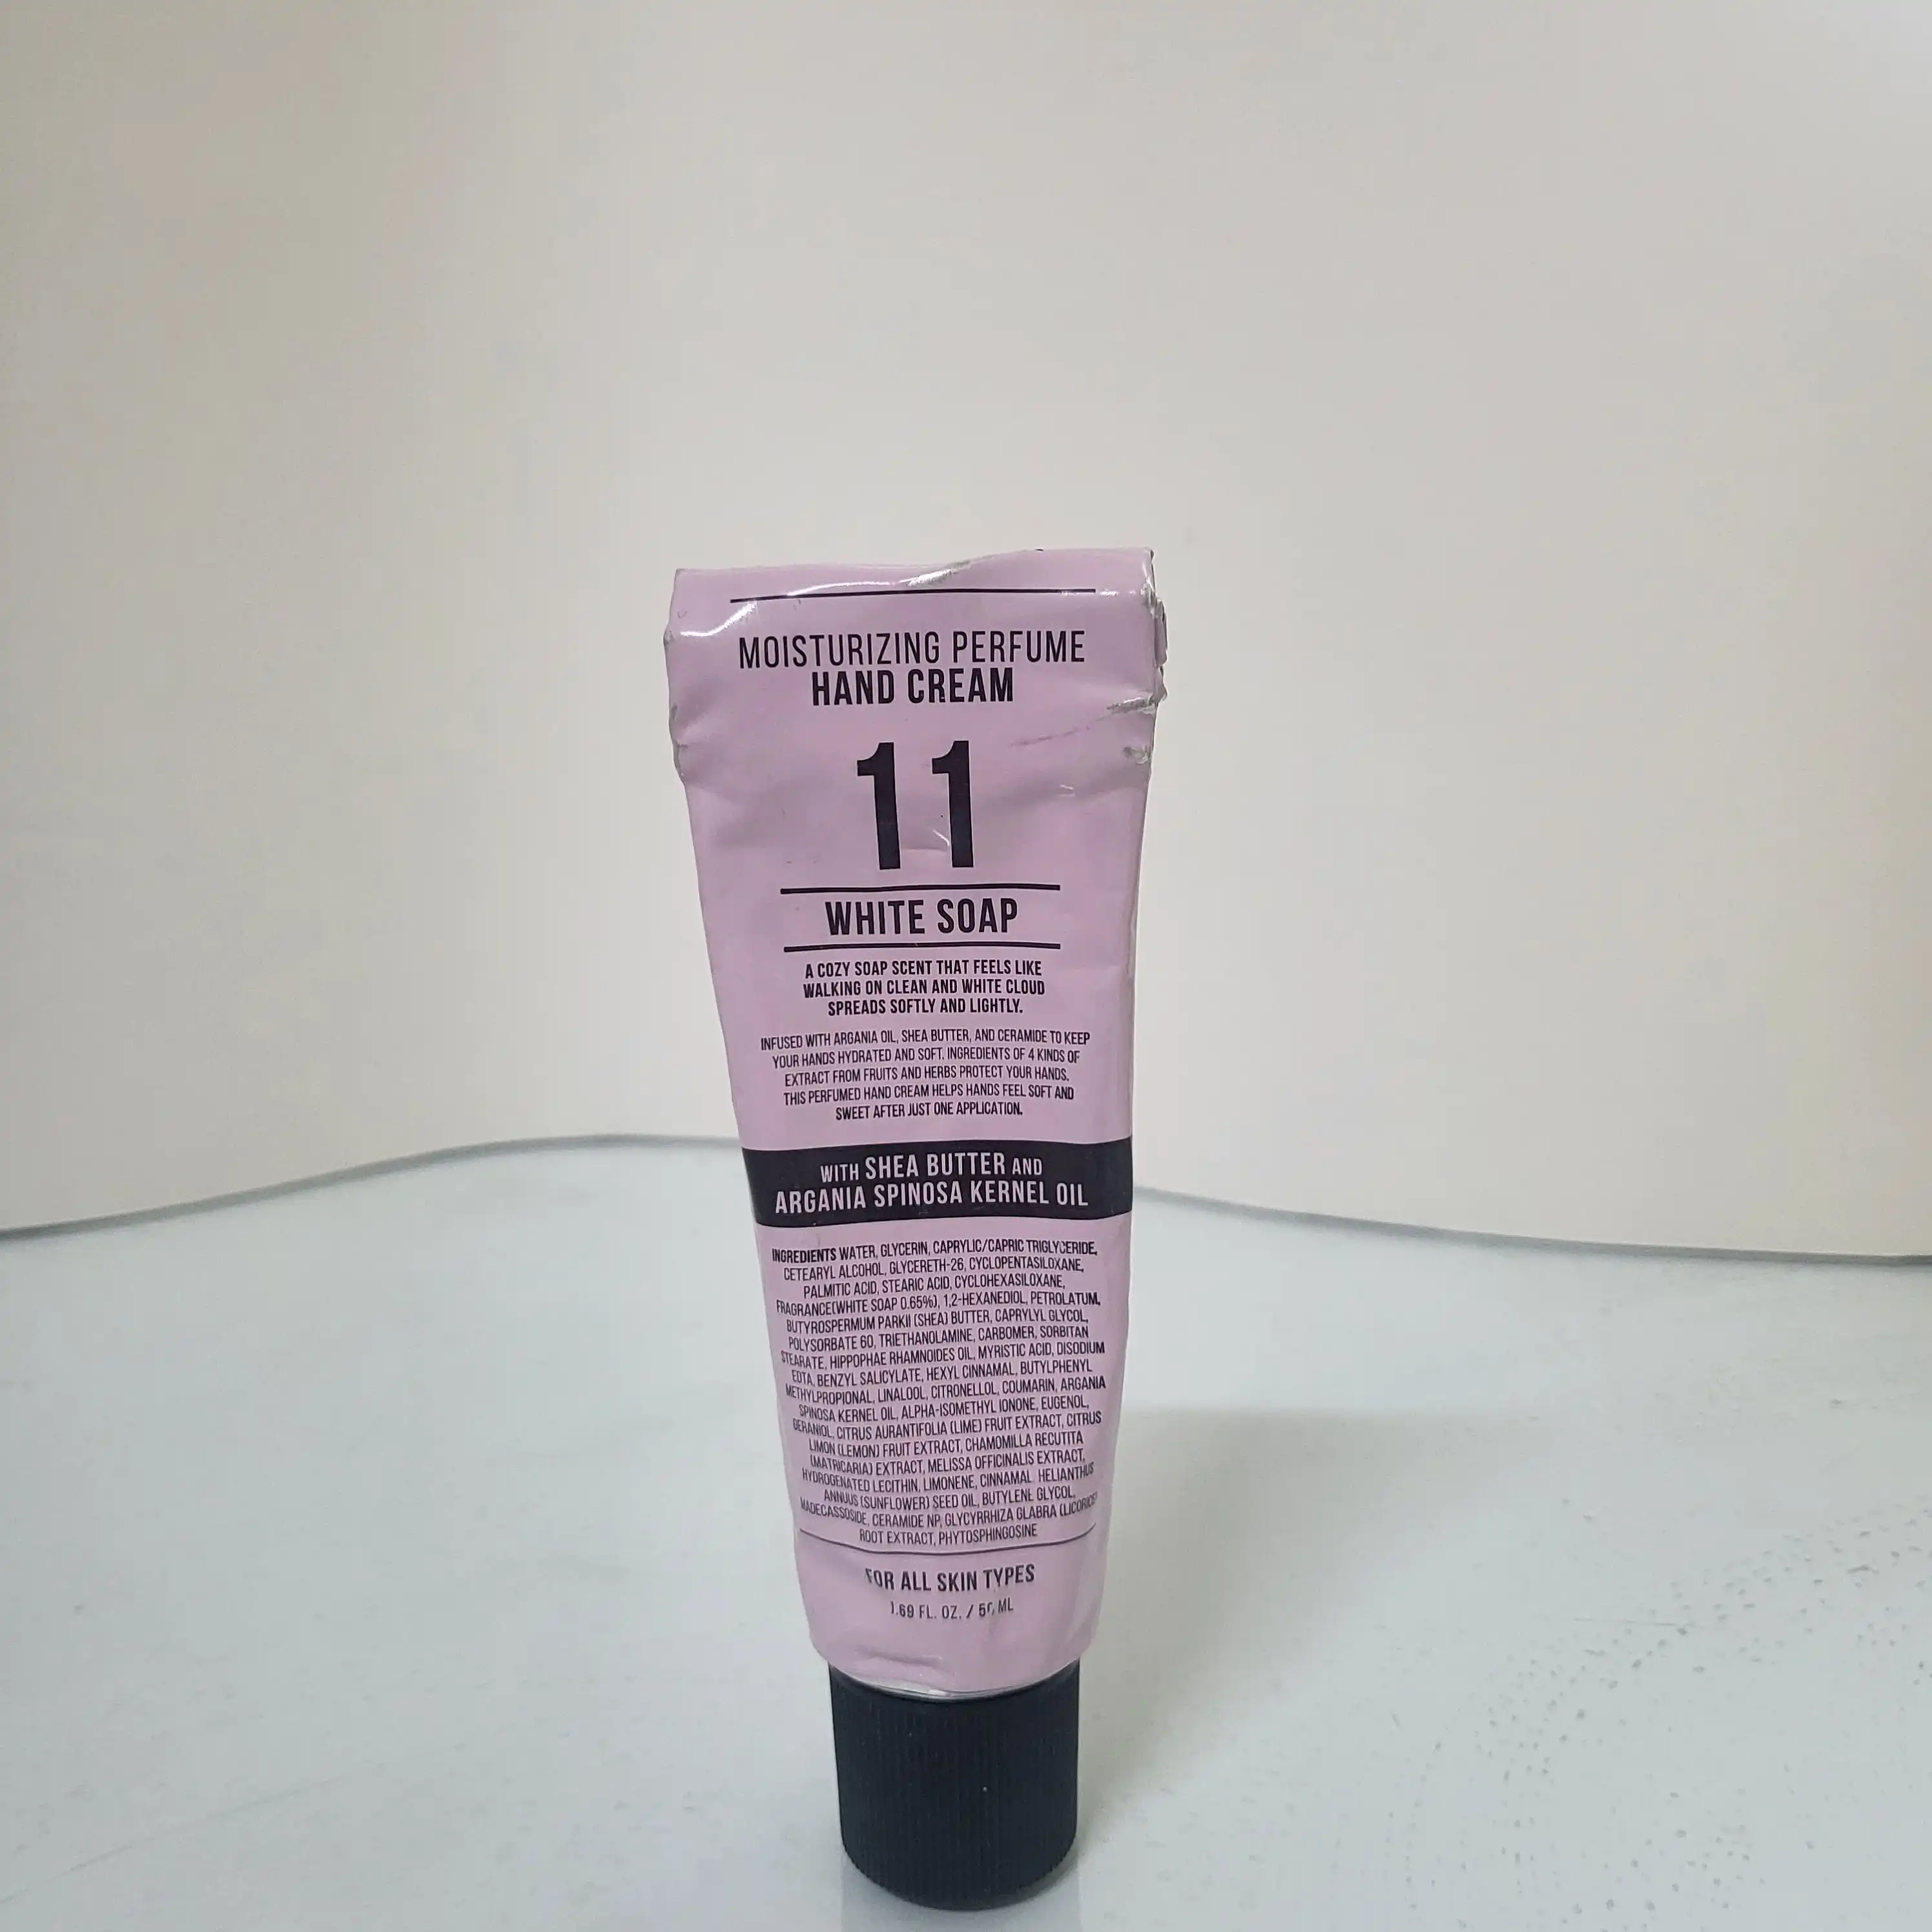 MOISTURIZING PERFUME
HAND CREAM
11
WHITE SOAP
A COZY SOAP SCENT THAT FEELS LIKE
WALKING ON CLEAN AND WHITE CLOUD
SPREADS SOFTLY AND LIGHTLY.
INFUSED WITH ARGANIA OIL, SHEA BUTTER, AND CERAMIDE TO KEEP
YOUR HANDS HYDRATED AND SOFT. INGREDIENTS OF 4 KINDS OF
EXTRACT FROM FRUITS AND HERBS PROTECT YOUR HANDS.
THIS PERFUMED HAND CREAM HELPS HANDS FEEL SOFT AND
SWEET AFTER JUST ONE APPLICATION.
WITH SHEA BUTTER AND
ARGANIA SPINOSA KERNEL OIL
INGREDIENTS WATER, GLYCERIN, CAPRYLIC/CAPRIC TRIGLYCERIDE,
CETEARYL ALCOHOL, GLYCERETH-26, CYCLOPENTASILOXANE,
PALMITIC ACID, STEARIC ACID, CYCLOHEXASILOXANE,
FRAGRANCE(WHITE SOAP 0.65%), 1,2-HEXANEDIOL, PETROLATUM,
BUTYROSPERMUM PARKII (SHEA) BUTTER, CAPRYLYL GLYCOL,
POLYSORBATE 60, TRIETHANOLAMINE, CARBOMER, SORBITAN
STEARATE, HIPPOPHAE RHAMNOIDES OIL, MYRISTIC ACID, DISODIUM
EDTA, BENZYL SALICYLATE, HEXYL CINNAMAL, BUTYLPHENYL
METHYLPROPIONAL, LINALOOL, CITRONELLOL, COUMARIN, ARGANIA
SPINOSA KERNEL OIL, ALPHA-ISOMETHYL IONONE, EUGENOL,
GERANIOL, CITRUS AURANTIFOLIA (LIME) FRUIT EXTRACT, CITRUS
LIMON (LEMON) FRUIT EXTRACT, CHAMOMILLA RECUTITA
(MATRICARIA) EXTRACT, MELISSA OFFICINALIS EXTRACT,
HYDROGENATED LECITHIN, LIMONENE, CINNAMAL HELIANTHUS
ANNUUS (SUNFLOWER) SEED OIL, BUTYLENE GLYCOL,
MADECASSOSIDE, CERAMIDE NP, GLYCYRRHIZA GLABRA (LICORICE)
ROOT EXTRACT, PHYTOSPHINGOSINE
FOR ALL SKIN TYPES
1.69 FL. OZ. / 50 ML